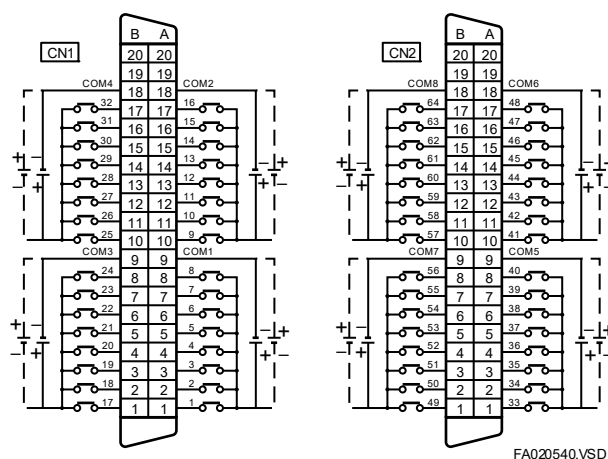 B A B A
CN1 20 20 CN2 20 20
19 19 19 19
COM4 18 18 COM2 COM8 18 18 COM6
32 17 17 16 64 17 17 48
31 16 16 15 63 16 16 47
30 15 15 14 62 15 15 46
+ − 29 14 14 13 − + + − 61 14 14 45 − +
− + 28 13 13 12 + − − + 60 13 13 44 + −
27 12 12 11 59 12 12 43
26 11 11 10 58 11 11 42
25 10 10 9 57 10 10 41
COM3 9 9 COM1 COM7 9 9 COM5
24 8 8 8 56 8 8 40
23 7 7 7 55 7 7 39
22 6 6 6 54 6 6 38
+ − 21 5 5 5 − + + − 53 5 5 37 − +
− + 20 4 4 4 + − − + 52 4 4 36 + −
19 3 3 3 51 3 3 35
18 2 2 2 50 2 2 34
17 1 1 1 49 1 1 33
FA020540.VSD